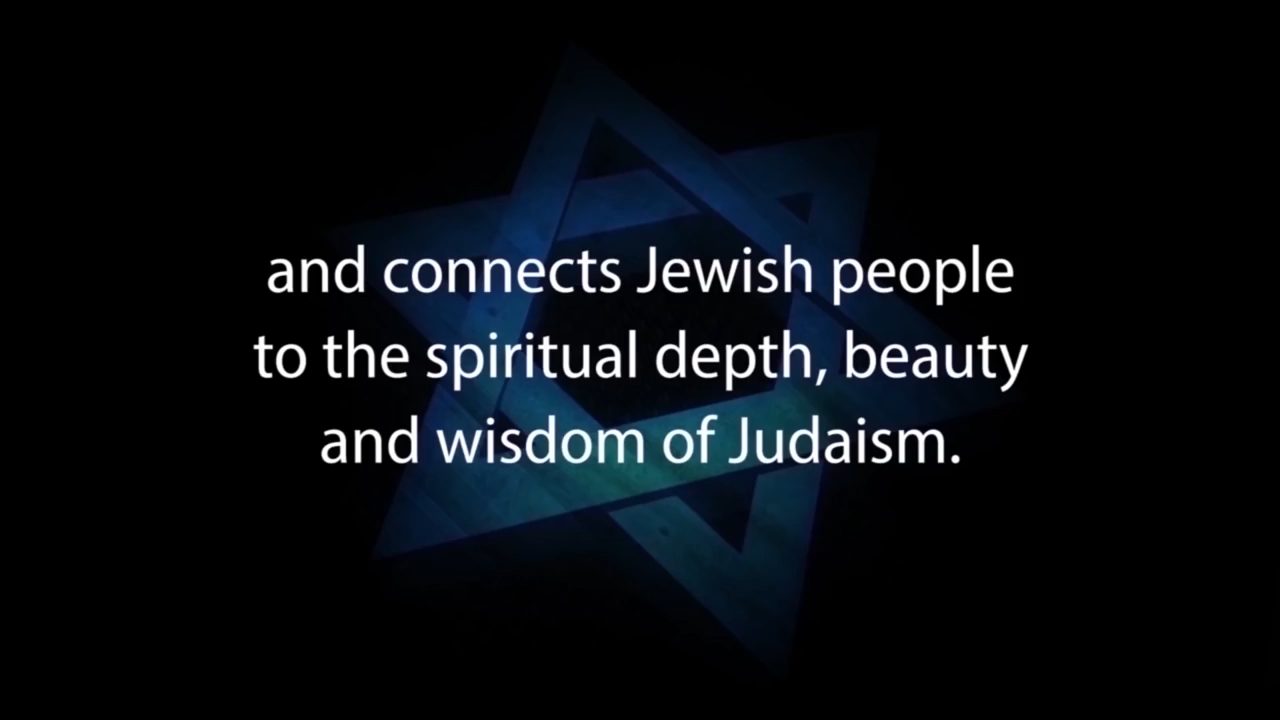 and connects Jewish people
to the spiritual depth, beauty
and wisdom of Judaism.